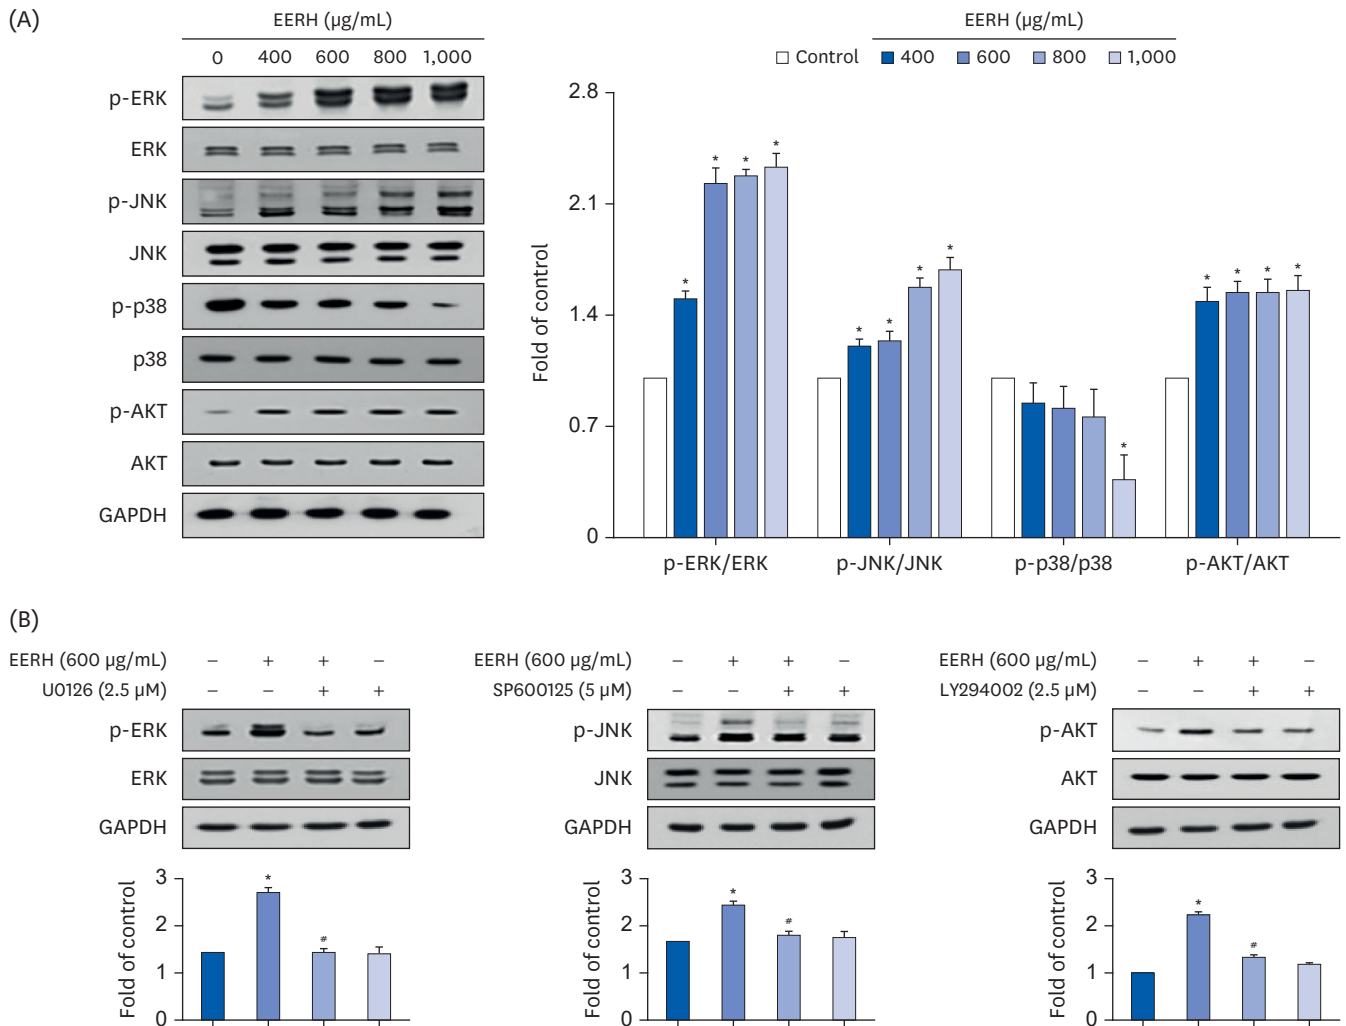 (A)
EERH (µg/mL)
0 400 600 800 1,000
p-ERK
ERK
p-JNK
JNK
p-p38
p38
p-AKT
AKT
GAPDH
EERH (µg/mL)
Control 400 600 800 1,000
Fold of control
2.8
2.1
1.4
0.7
0
* * * *
* * * *
*
* * * *
p-ERK/ERK p-JNK/JNK p-p38/p38 p-AKT/AKT
(B)
EERH (600 µg/mL) − + + −
U0126 (2.5 µM) − − + +
p-ERK
ERK
GAPDH
Fold of control
3
2
1
0
* #
EERH (600 µg/mL) − + + −
SP600125 (5 µM) − − + +
p-JNK
JNK
GAPDH
Fold of control
3
2
1
0
* #
EERH (600 µg/mL) − + + −
LY294002 (2.5 µM) − − + +
p-AKT
AKT
GAPDH
Fold of control
3
2
1
0
* #